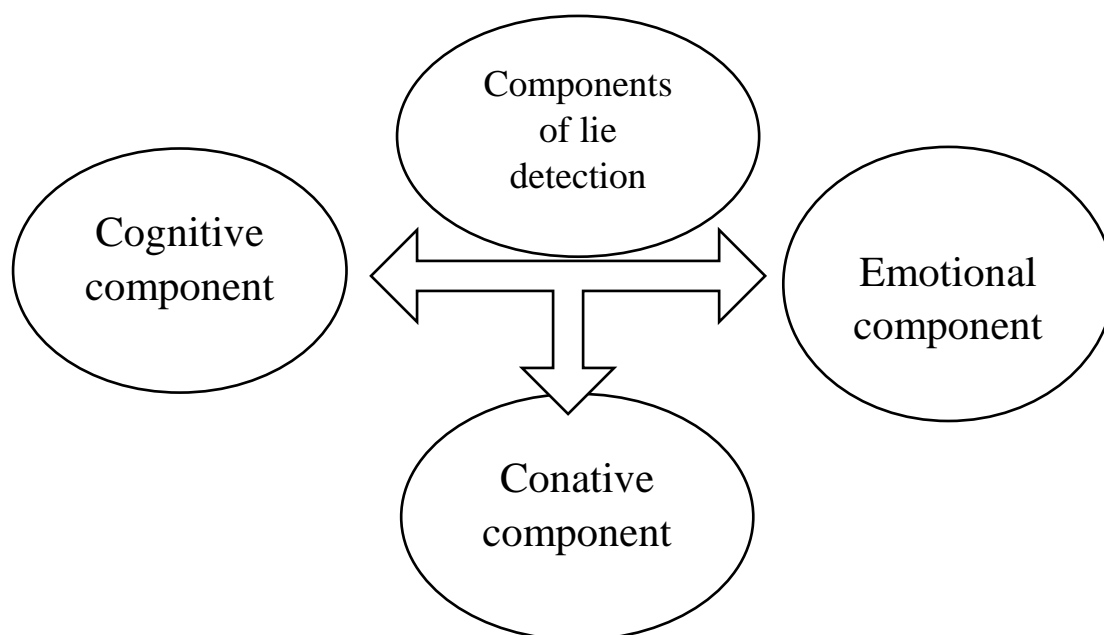 Components
of lie
detection
Cognitive
component
Emotional
component
Conative
component